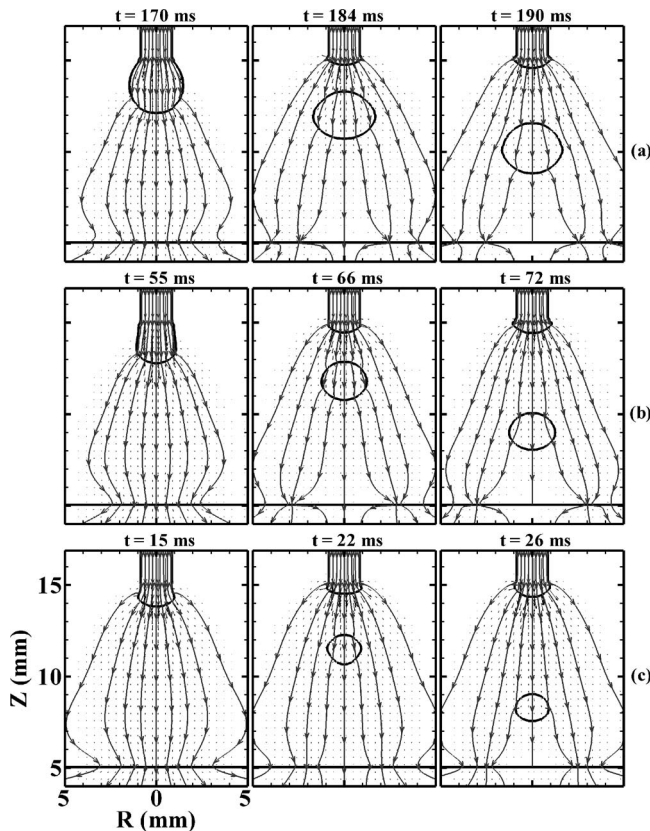 t = 170 ms t = 184 ms t = 190 ms
(a)
t = 55 ms t = 66 ms t = 72 ms
(b)
t = 15 ms t = 22 ms t = 26 ms
15
Z (mm)
10
(c)
5
5 0 5
R (mm)